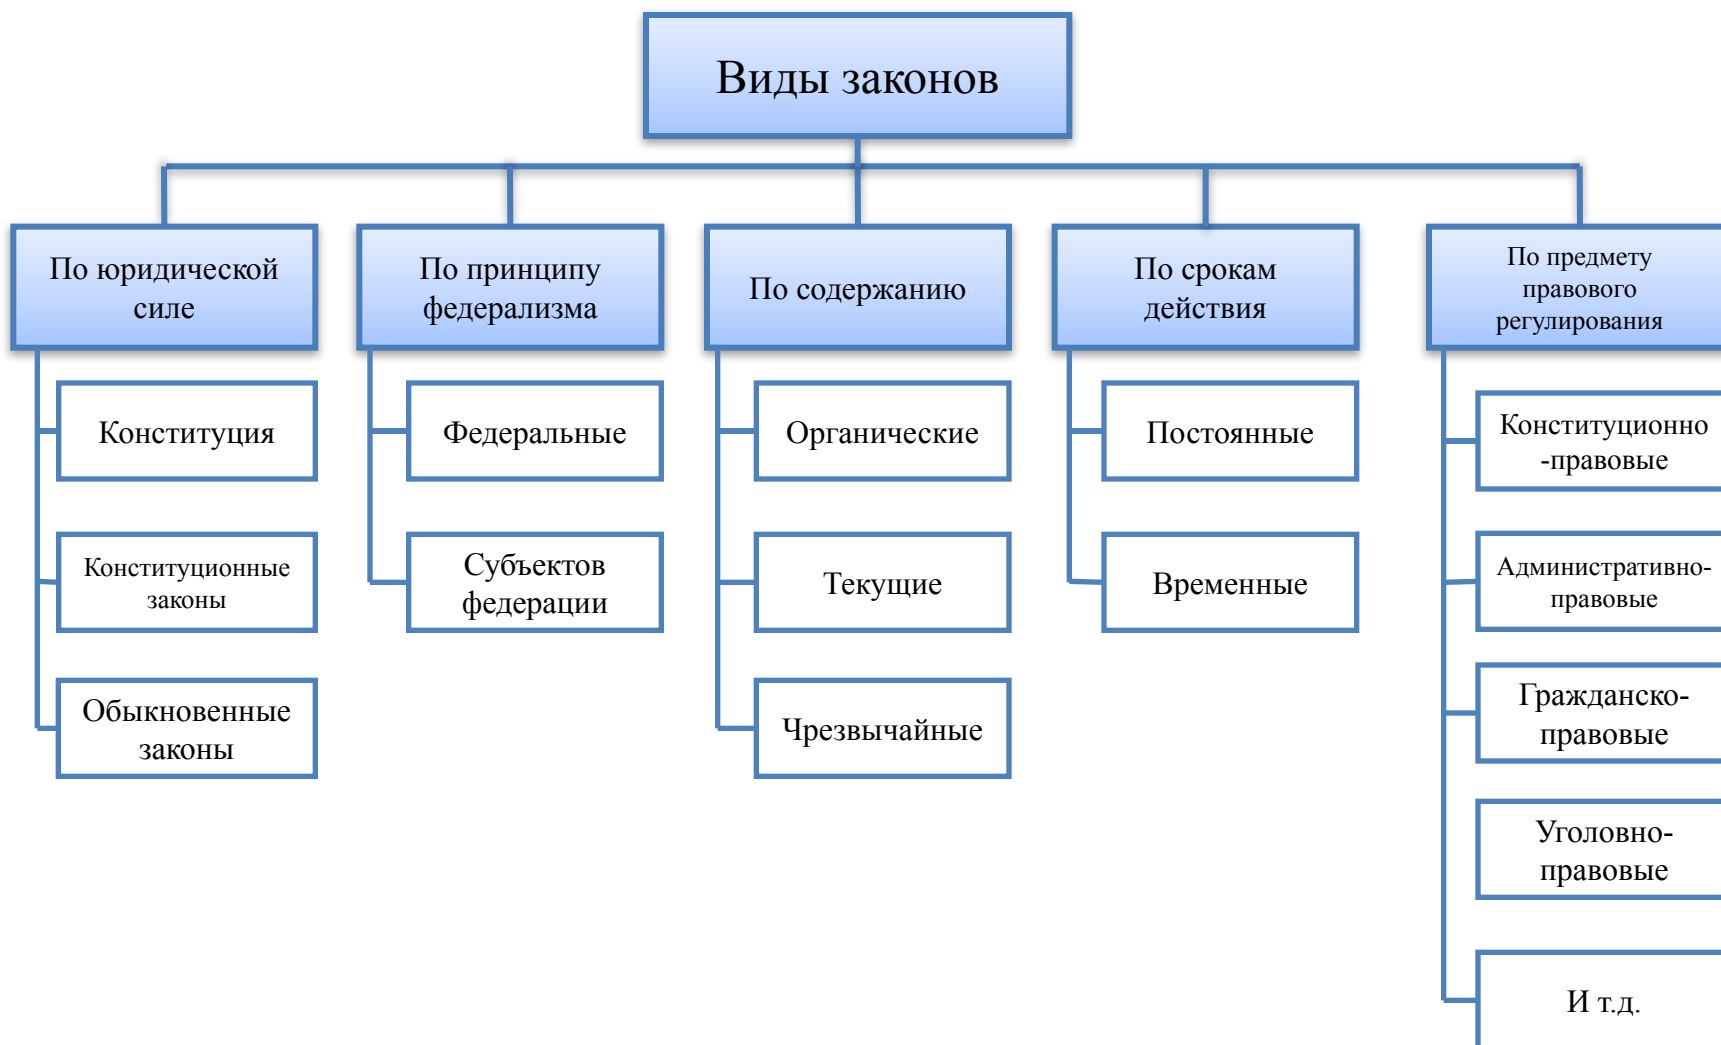 Виды законов
По юридической
силе
Конституция
Конституционные
законы
Обыкновенные
законы
По принципу
федерализма
Федеральные
Субъектов
федерации
По содержанию
Органические
Текущие
Чрезвычайные
По срокам
действия
Постоянные
Временные
По предмету
правового
регулирования
Конституционно
-правовые
Административно-
правовые
Гражданско-
правовые
Уголовно-
правовые
И т.д.